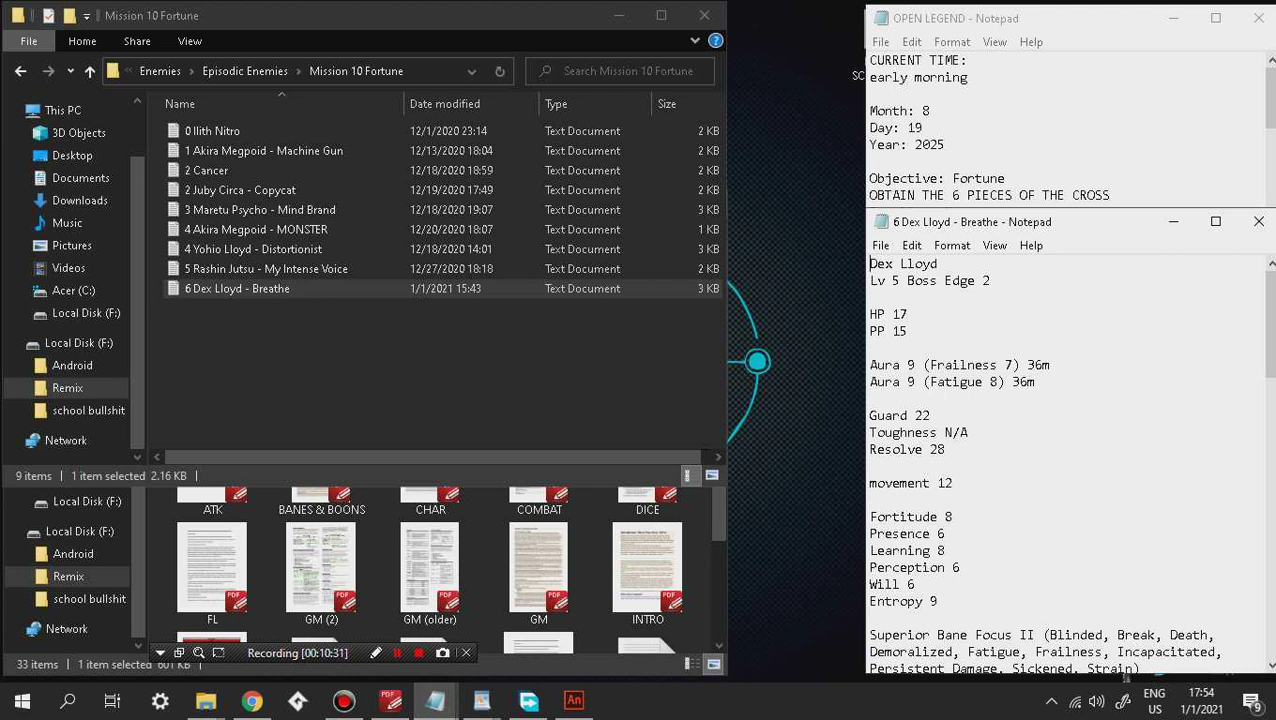 Mission 10 Fortune
File
Home
Share
View
Enemies
Episodic Enemies
Mission 10 Fortune
Search Mission 10 Fortune
This PC
3D Objects
Desktop
Documents
Downloads
Music
Pictures
Videos
Acer (C:)
Local Disk (F:)
Local Disk (F:)
Android
Remix
school bullshit
Network
Name
Date modified
Type
Size
0 Ilith Nitro 12/1/2020 23:14 Text Document 2 KB
1 Akira Megpoid - Machine Gun 12/13/2020 18:04 Text Document 2 KB
2 Cancer 12/18/2020 18:59 Text Document 2 KB
2 Juby Circa - Copycat 12/19/2020 17:49 Text Document 2 KB
3 Maretu Psycho - Mind Brand 12/18/2020 19:07 Text Document 2 KB
4 Akira Megpoid - MONSTER 12/20/2020 18:07 Text Document 1 KB
4 Yohio Lloyd - Distortionist 12/18/2020 14:01 Text Document 2 KB
5 Rashin Jutsu - My Intense Voice 12/27/2020 18:18 Text Document 2 KB
6 Dex Lloyd - Breathe 1/1/2021 15:43 Text Document 3 KB
9 items
1 item selected 2.16 KB
Local Disk (F:)
Local Disk (F:)
Android
Remix
school bullshit
Network
ATR
BANES & BOONS
CHAR
COMBAT
DICE
FL
GM (2)
GM (older)
GM
INTRO
Recording [00:10:31]
33 items
1 item selected 601 KB
SC
OPEN LEGEND - Notepad
File
Edit
Format
View
Help
CURRENT TIME:
early morning
Month: 8
Day: 19
Year: 2025
Objective: Fortune
OBTAIN THE 6 PIECES OF THE CROSS
6 Dex Lloyd - Breathe - Notepad
File
Edit
Format
View
Help
Dex Lloyd
Lv 5 Boss Edge 2
HP 17
PP 15
Aura 9 (Frailness 7) 36m
Aura 9 (Fatigue 8) 36m
Guard 22
Toughness N/A
Resolve 28
movement 12
Fortitude 8
Presence 6
Learning 8
Perception 6
Will 6
Entropy 9
Superior Bane Focus II (Blinded, Break, Death,
Demoralized, Fatigue, Frailness, Incapacitated,
Persistent Damage, Sickened, Strain)
An
ENG
US
17:54
1/1/2021
9